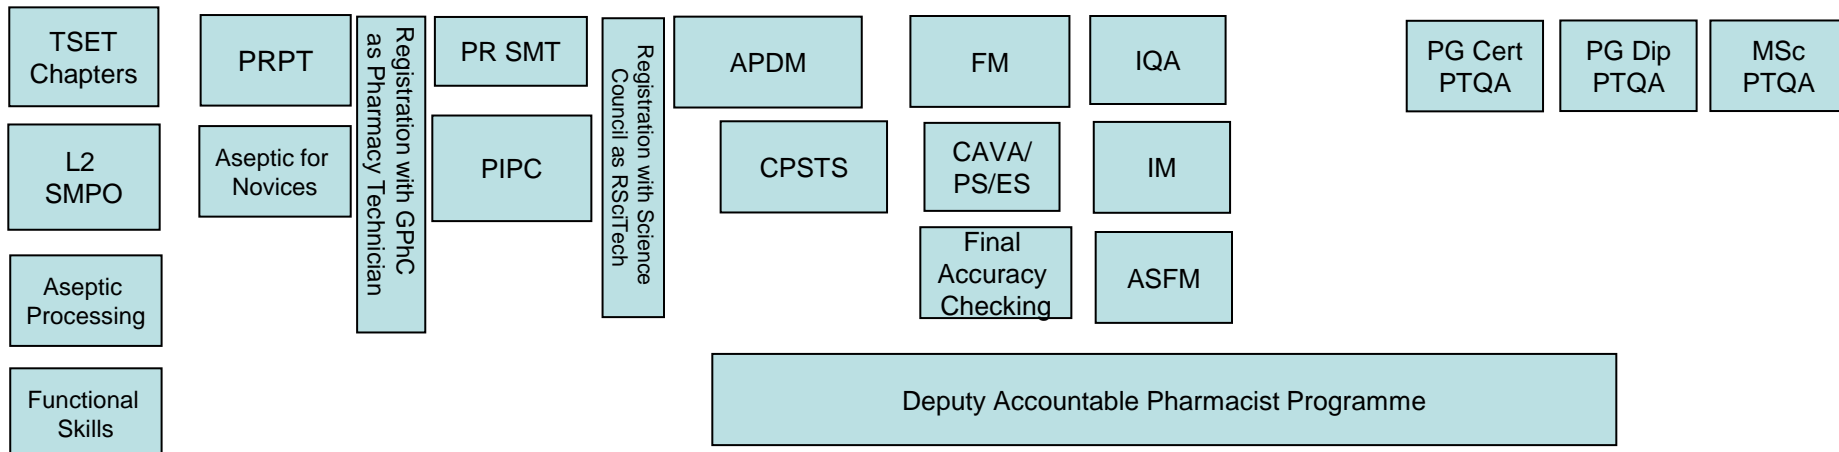 TSET
Chapters
L2
SMPO
Aseptic
Processing
Functional
Skills
PRPT
Aseptic for
Novices
Registration with GPhC
as Pharmacy Technician
PR SMT
PIPC
Registration with Science
Council as RSciTech
APDM
CPSTS
FM
CAVA/
PS/ES
Final
Accuracy
Checking
IQA
IM
ASFM
Deputy Accountable Pharmacist Programme
PG Cert
PTQA
PG Dip
PTQA
MSc
PTQA